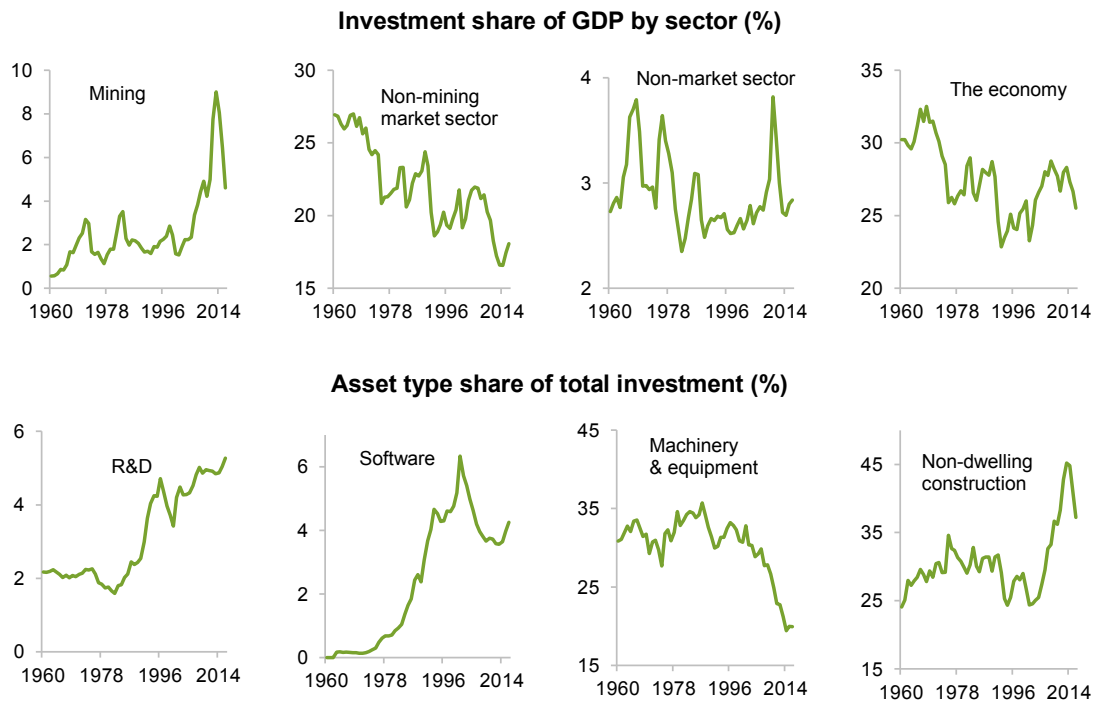 Investment share of GDP by sector (%)
10
8
6
4
2
0
Mining
1960 1978 1996 2014
30
25
20
15
Non-mining
market sector
1960 1978 1996 2014
4
3
2
Non-market sector
1960 1978 1996 2014
35
30
25
20
The economy
1960 1978 1996 2014
Asset type share of total investment (%)
6
4
2
0
R&D
1960 1978 1996 2014
6
4
2
0
Software
1960 1978 1996 2014
45
35
25
15
Machinery
& equipment
1960 1978 1996 2014
45
35
25
15
Non-dwelling
construction
1960 1978 1996 2014